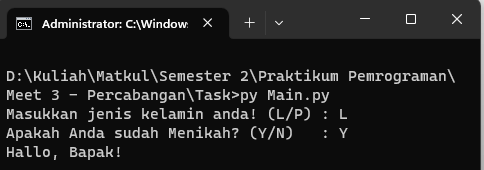 Administrator: C:\Window:
D:\Kuliah\Matkul\Semester 2\Praktikum Pemrograman\
Meet 3 - Percabangan\Task>py Main.py
Masukkan jenis kelamin anda! (L/P) : L
Apakah Anda sudah Menikah? (Y/N)   : Y
Hallo, Bapak!